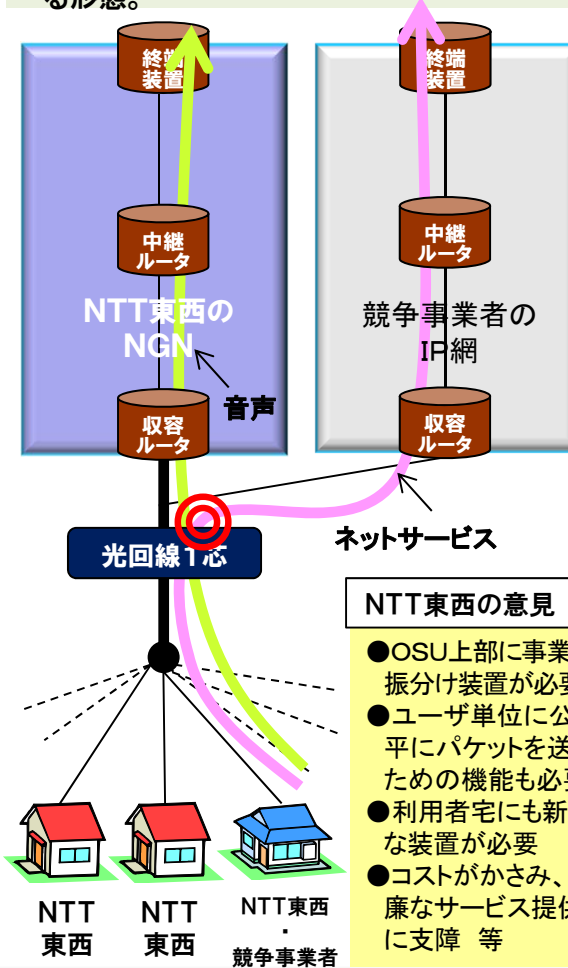 る形態。
終端
装置
終端
装置
中継
ルータ
中継
ルータ
NTT東西の
NGN
競争事業者の
IP網
音声
収容
ルータ
収容
ルータ
ネットサービス
光回線1芯
NTT東西の意見
●OSU上部に事業
振分け装置が必要
●ユーザ単位に公
平にパケットを送
ための機能も必要
●利用者宅にも新
な装置が必要
●コストがかさみ、
廉なサービス提供
に支障 等
NTT
東西
NTT
東西
NTT東西
・
競争事業者